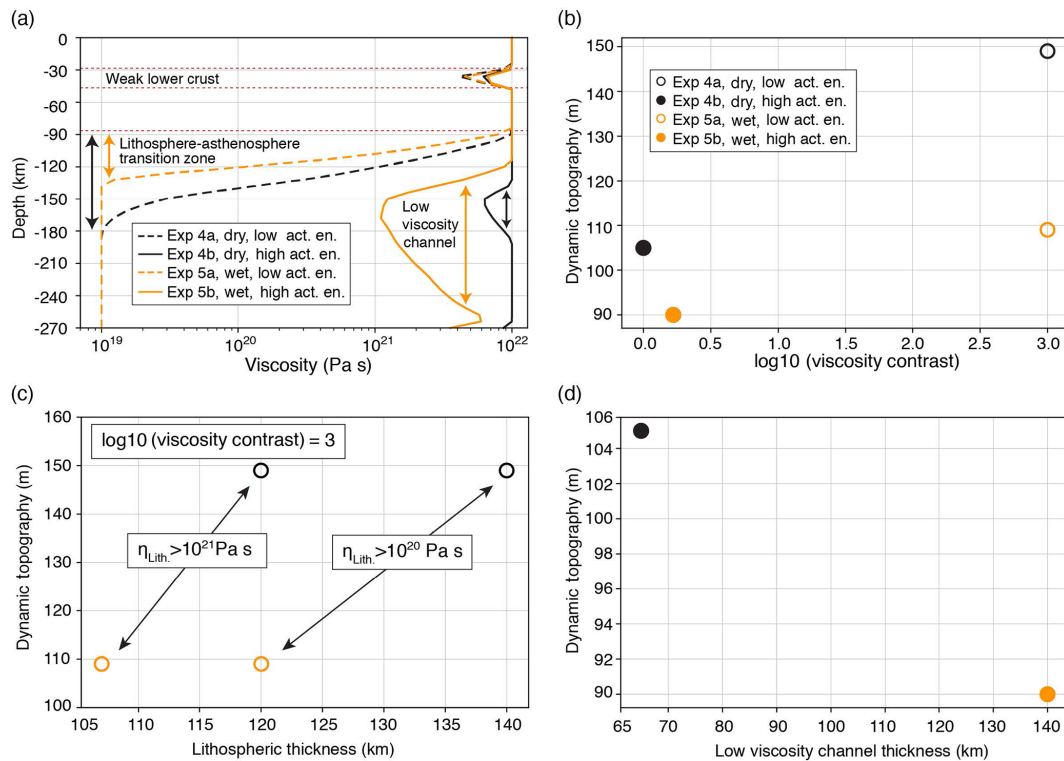 (a)
0
-30
-60
-90
-120
-150
-180
-210
-240
-270
Depth (km)
Weak lower crust
Lithosphere-asthenosphere
transition zone
Low
viscosity
channel
Exp 4a, dry, low act. en.
Exp 4b, dry, high act. en.
Exp 5a, wet, low act. en.
Exp 5b, wet, high act. en.
10^19
10^20
10^21
10^22
Viscosity (Pa s)
(b)
150
140
130
120
110
100
90
Dynamic topography (m)
Exp 4a, dry, low act. en.
Exp 4b, dry, high act. en.
Exp 5a, wet, low act. en.
Exp 5b, wet, high act. en.
0.0
0.5
1.0
1.5
2.0
2.5
3.0
log10 (viscosity contrast)
(c)
160
150
140
130
120
110
100
Dynamic topography (m)
log10 (viscosity contrast) = 3
ηLith.>10^21Pa s
ηLith.>10^20 Pa s
105
110
115
120
125
130
135
140
Lithospheric thickness (km)
(d)
106
104
102
100
98
96
94
92
90
Dynamic topography (m)
65
70
80
90
100
110
120
130
140
Low viscosity channel thickness (km)